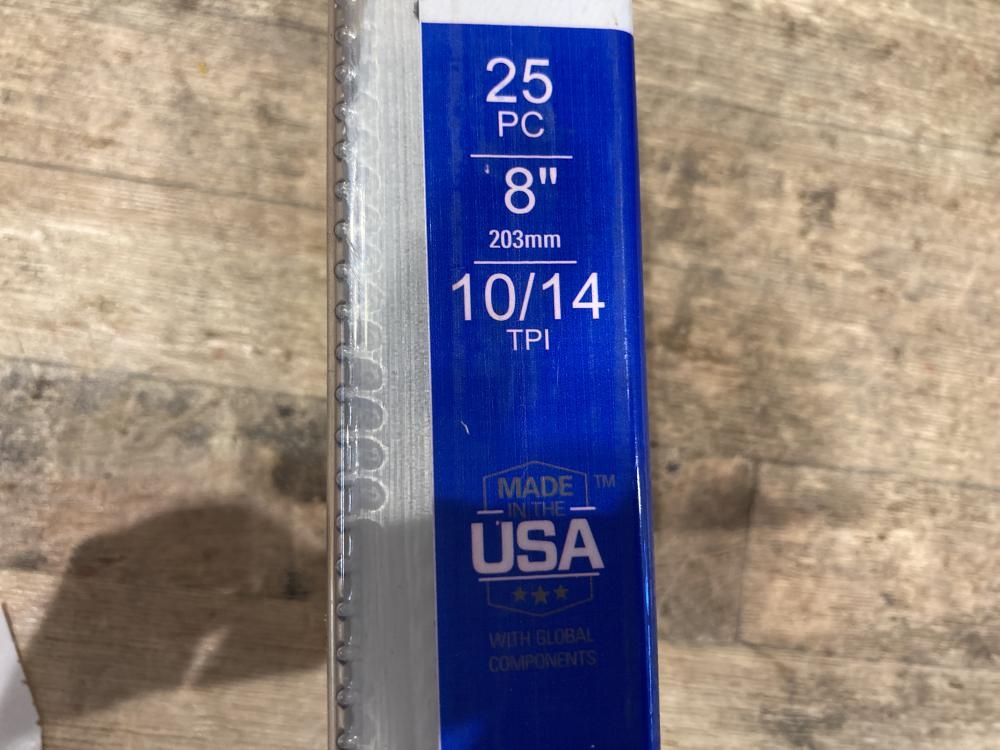 25
PC
8"
203mm
10/14
TPI
MADE ™
IN THE
USA
WITH GLOBAL
COMPONENTS